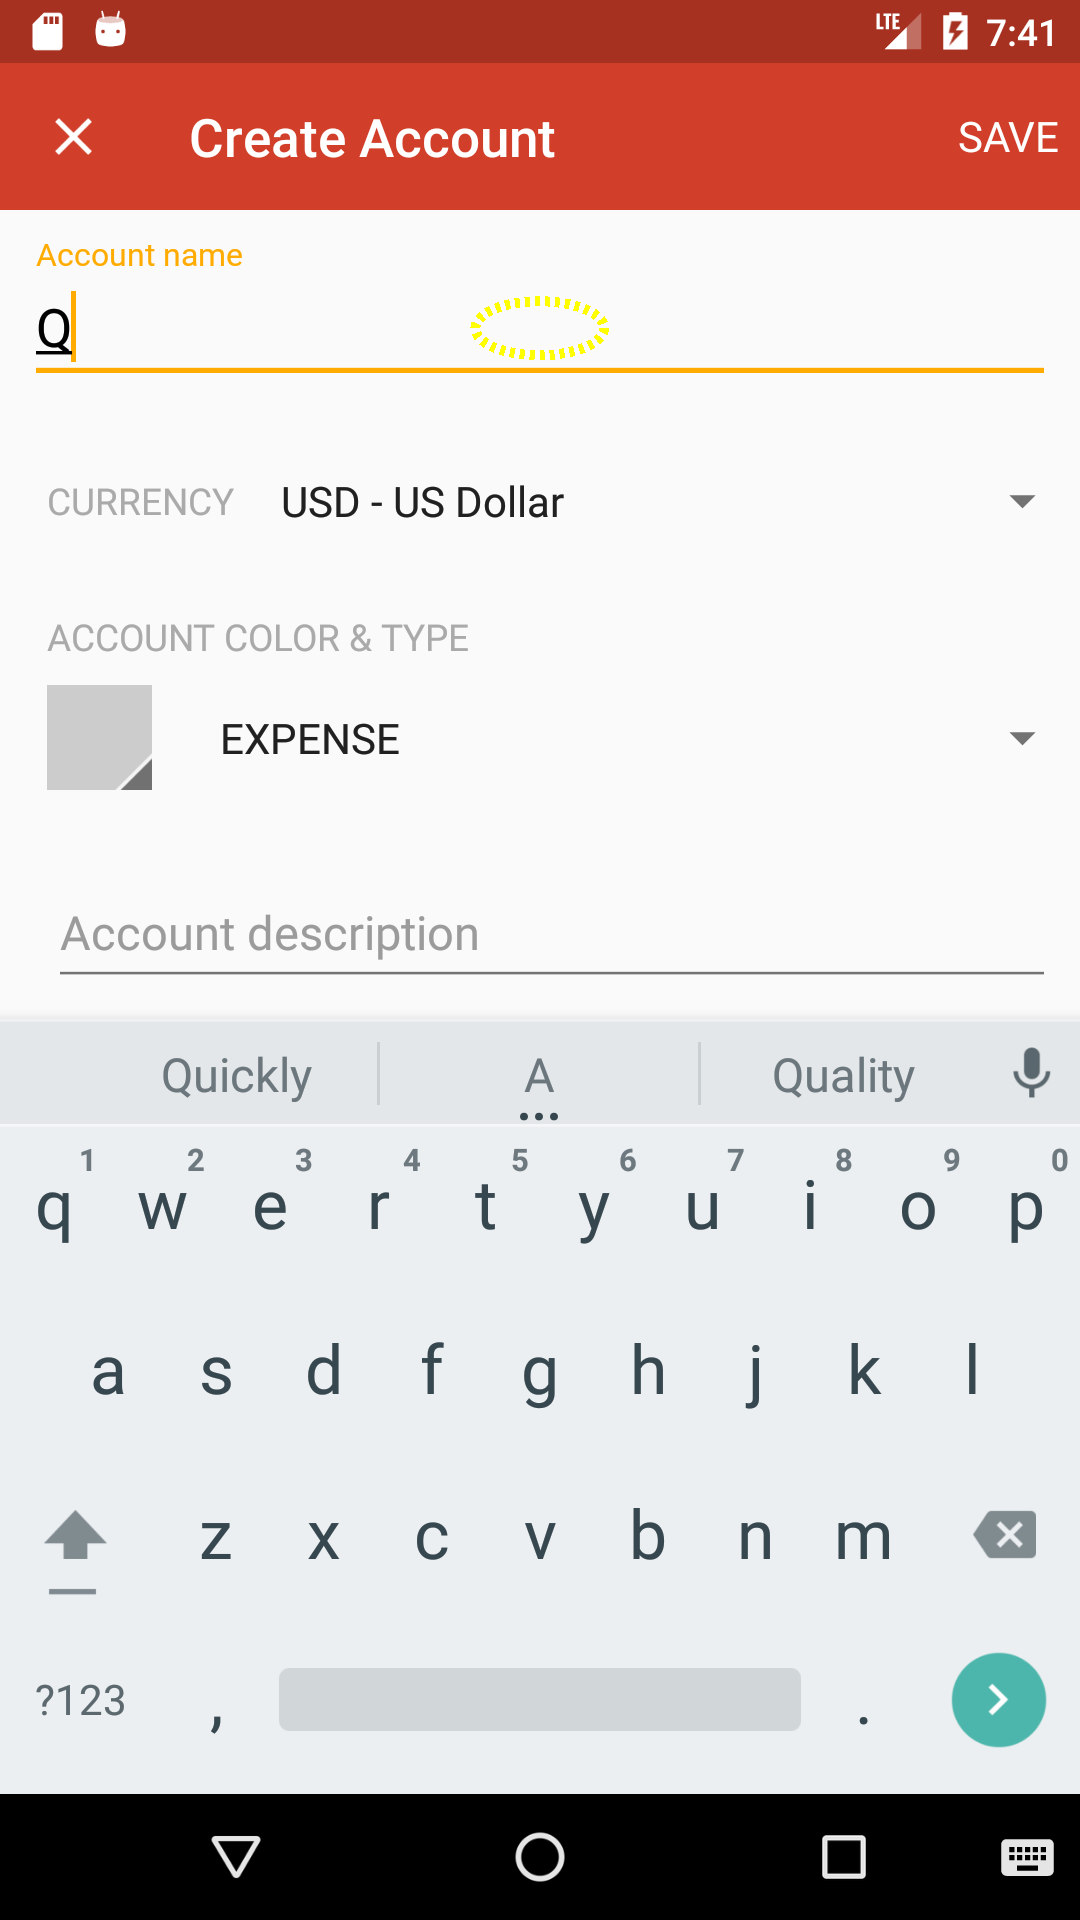 LTE 7:41
Create Account SAVE
Account name
Q
CURRENCY USD - US Dollar
ACCOUNT COLOR & TYPE
EXPENSE
Account description
Quickly A Quality
1 2 3 4 5 6 7 8 9 0
q w e r t y u i o p
a s d f g h j k l
z x c v b n m
?123 , .